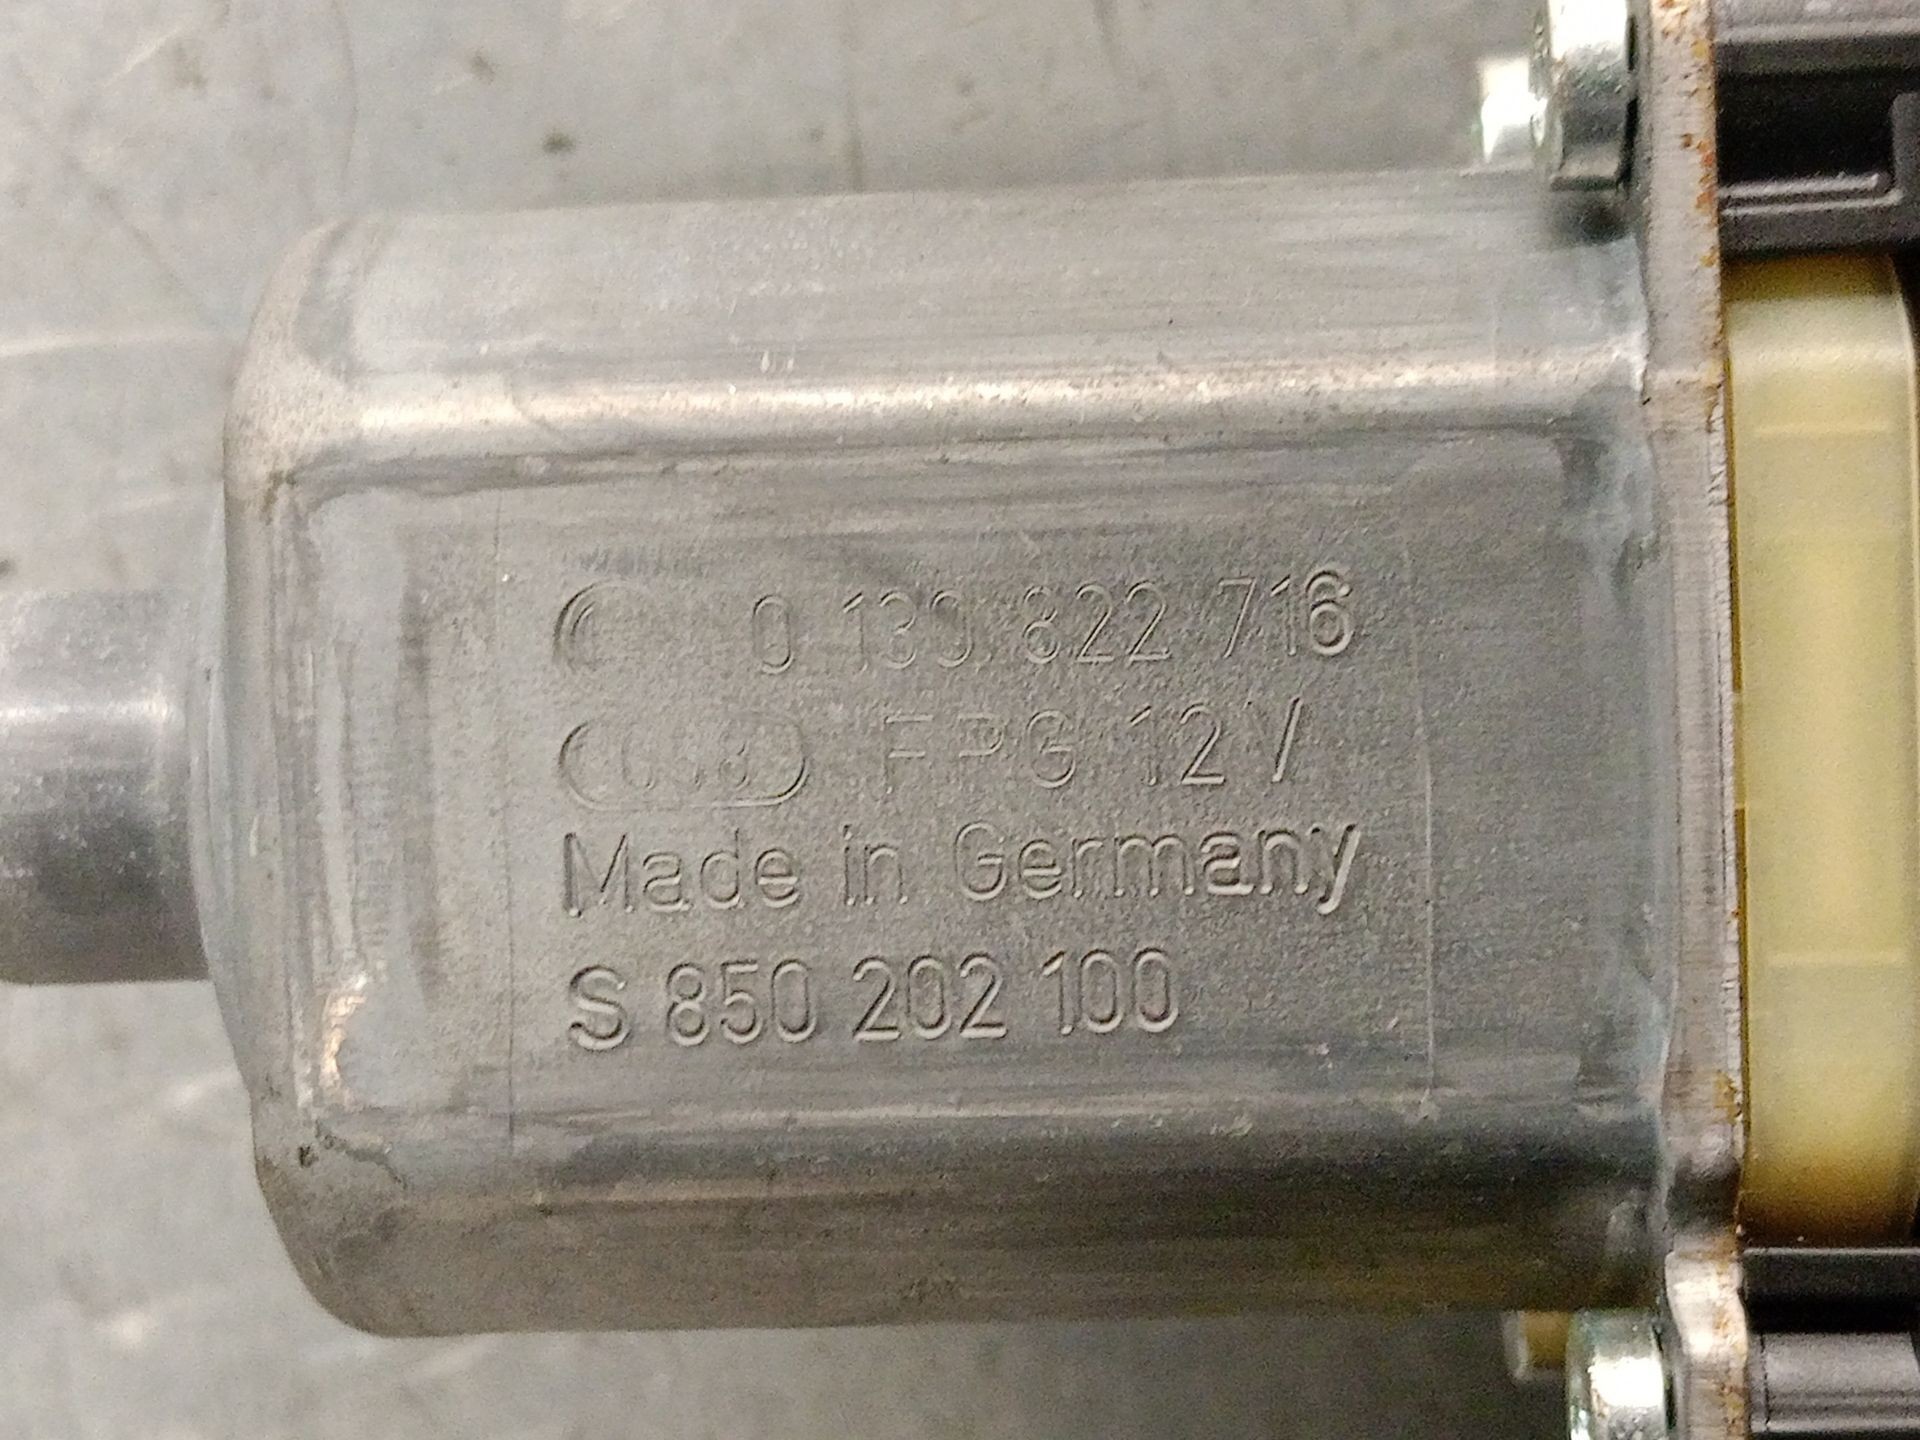 0 130 822 716
FPG 12 V
Made in Germany
S 850 202 100